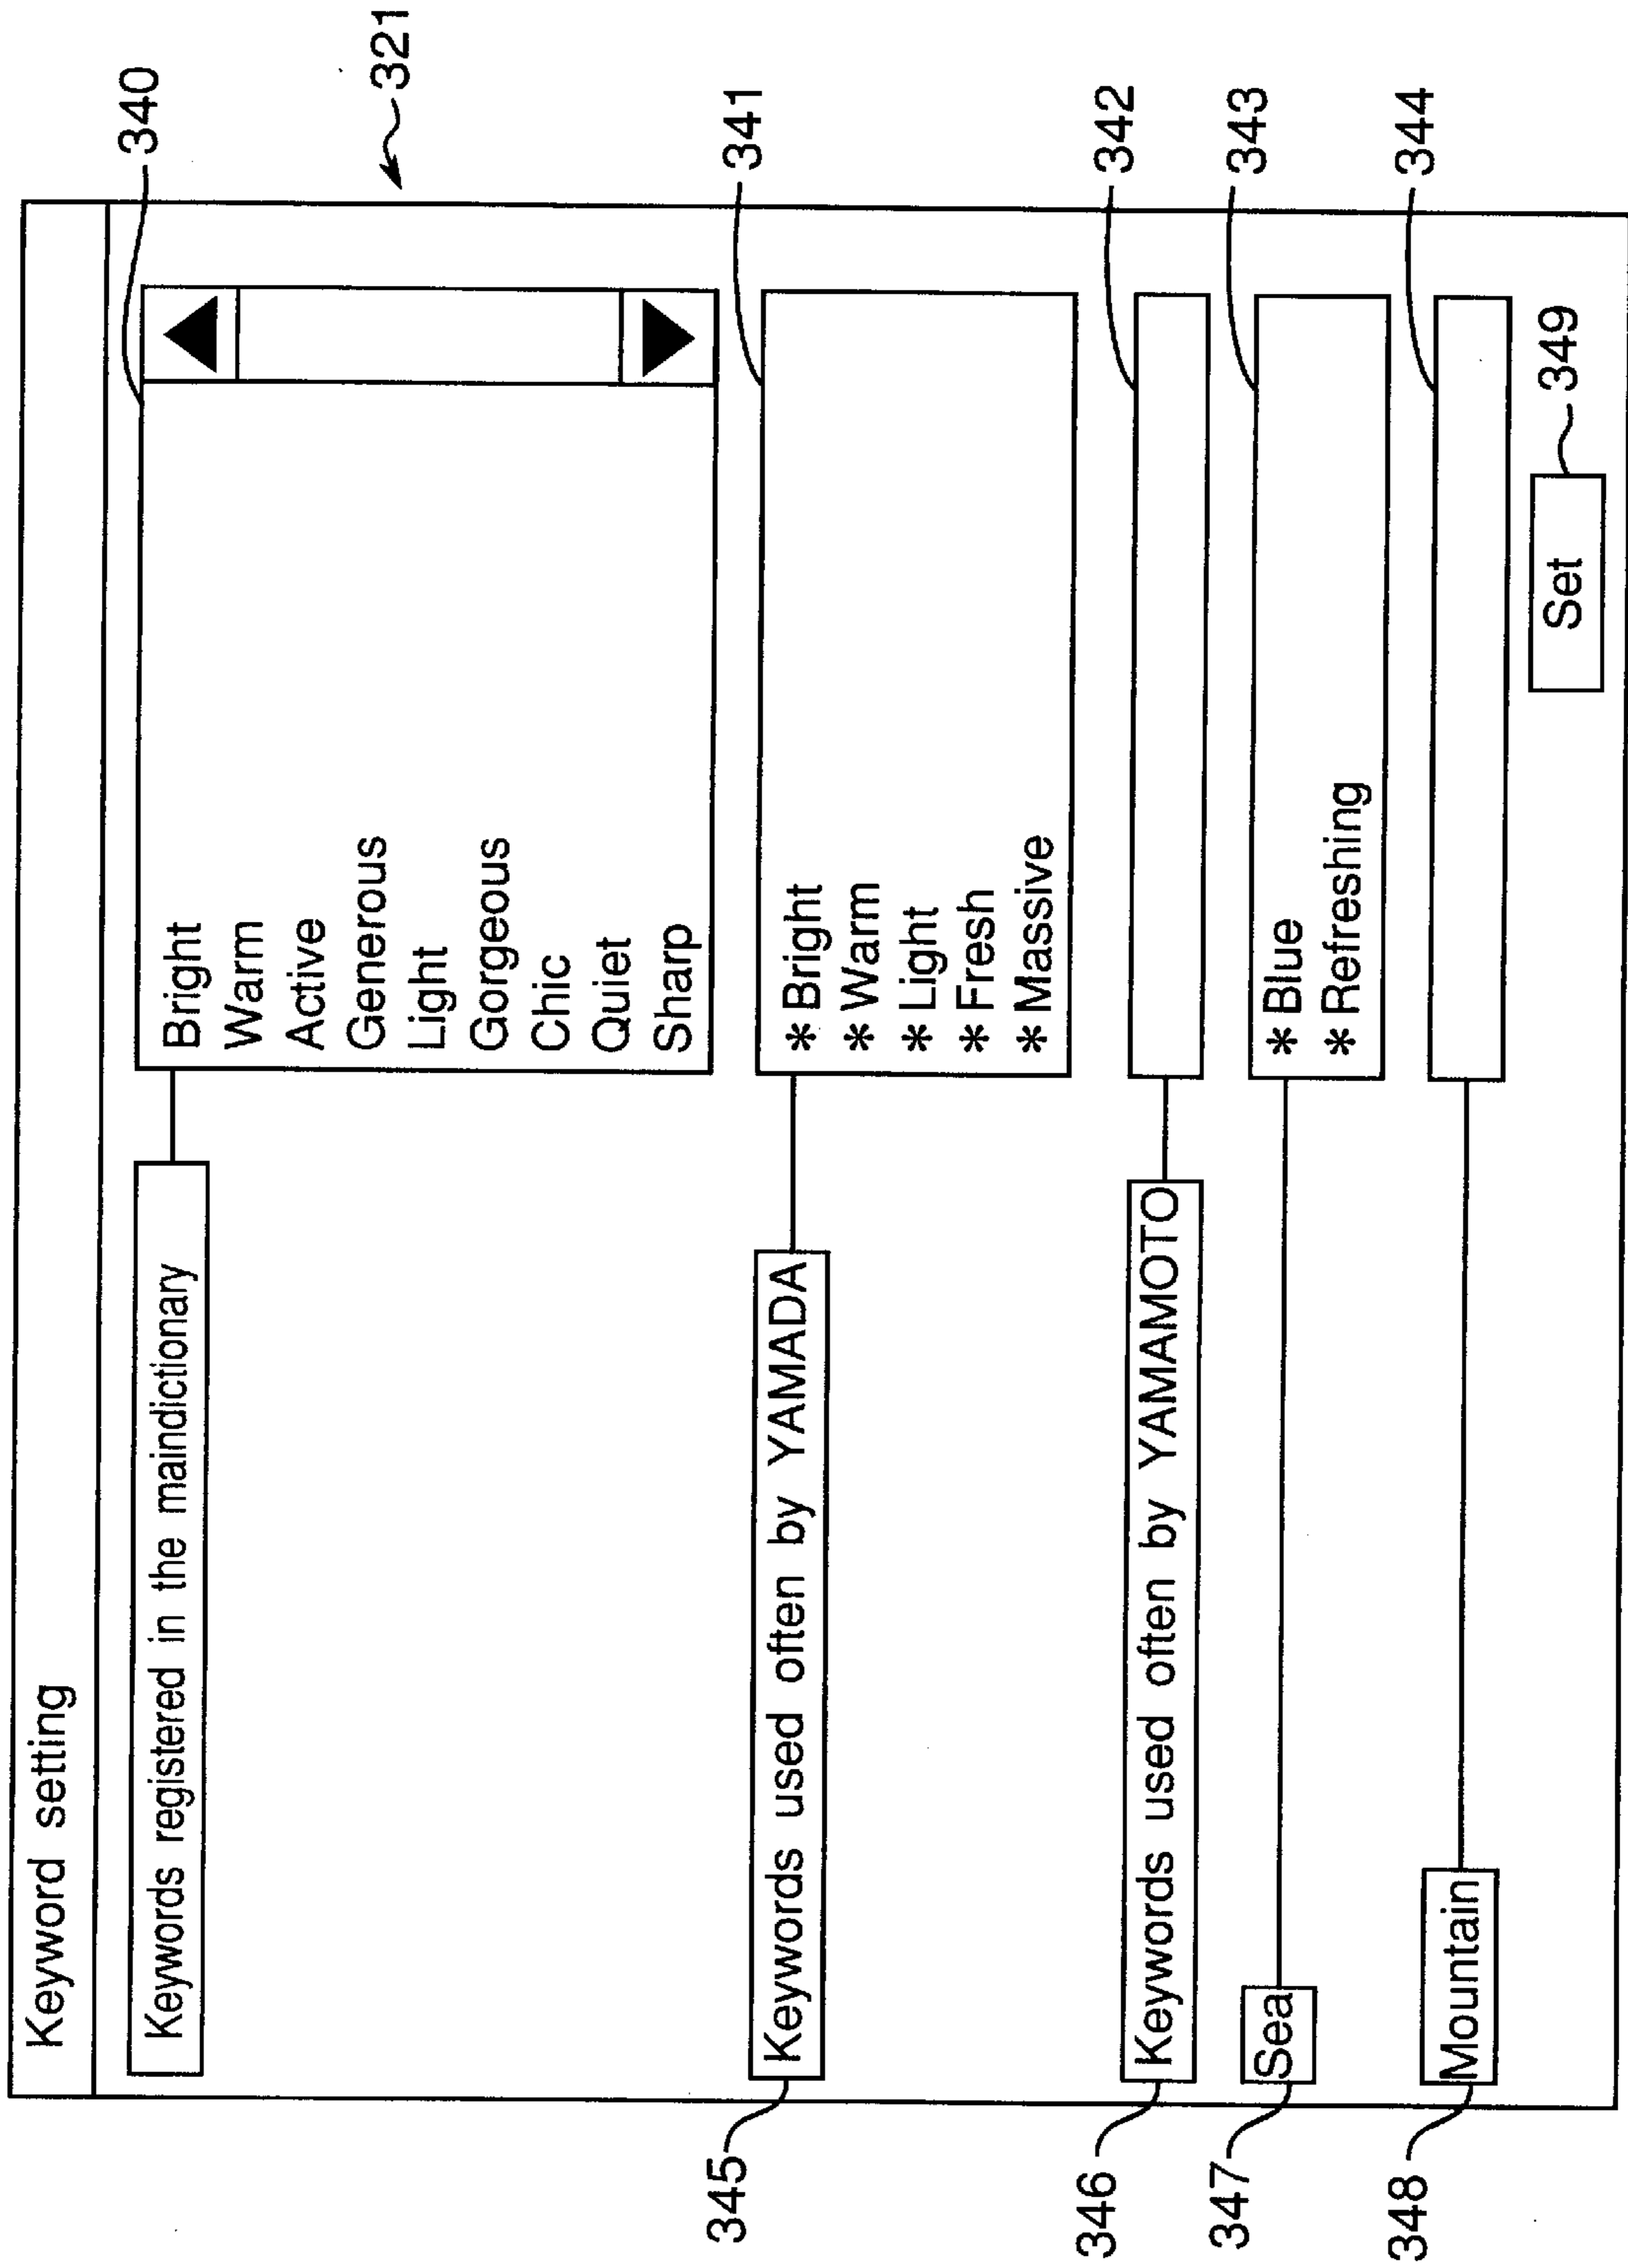 Keyword setting
321
340
Keywords registered in the maindictionary
Bright
Warm
Active
Generous
Light
Gorgeous
Chic
Quiet
Sharp
341
345
Keywords used often by YAMADA
* Bright
* Warm
* Light
* Fresh
* Massive
342
346
Keywords used often by YAMAMOTO
343
347
Sea
* Blue
* Refreshing
344
348
Mountain
Set
349